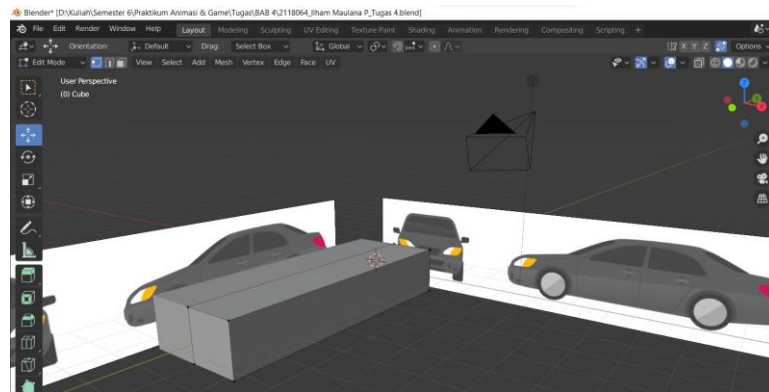 Blender* [D:\Kuliah\Semester 6\Praktikum Animasi & Game\Tugas\BAB 4\2118064_Ilham Maulana P_Tugas 4.blend]
File Edit Render Window Help Layout Modeling Sculpting UV Editing Texture Paint Shading Animation Rendering Compositing Scripting +
Orientation: Default Drag: Select Box Global X Y Z Options
Edit Mode View Select Add Mesh Vertex Edge Face UV
User Perspective
(0) Cube